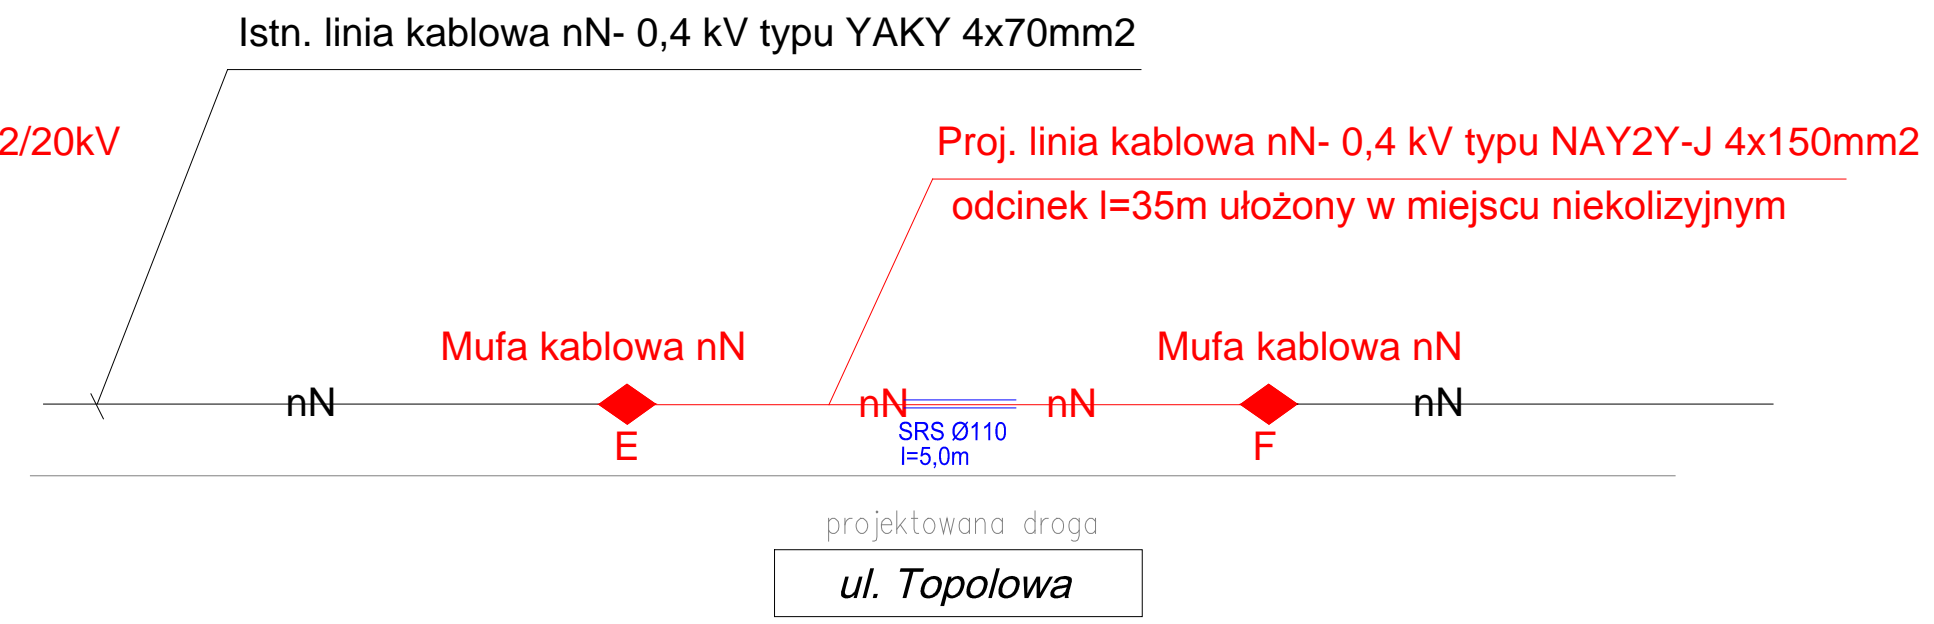 Istn. linia kablowa nN- 0,4 kV typu YAKY 4x70mm2
2/20kV
Proj. linia kablowa nN- 0,4 kV typu NAY2Y-J 4x150mm2
odcinek l=35m ułożony w miejscu niekolizyjnym
Mufa kablowa nN
Mufa kablowa nN
nN
nN
nN
nN
E
SRS Ø110
l=5,0m
F
projektowana droga
ul. Topolowa